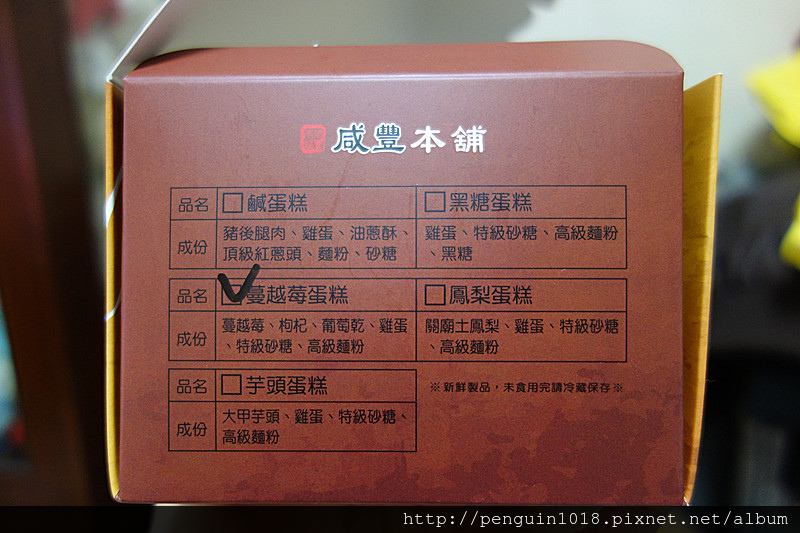 咸豐本舖
品名 鹹蛋糕 黑糖蛋糕
成份 豬後腿肉、雞蛋、油蔥酥、 雞蛋、特級砂糖、高級麵粉
頂級紅蔥頭、麵粉、砂糖 、黑糖
品名 蔓越莓蛋糕 鳳梨蛋糕
成份 蔓越莓、枸杞、葡萄乾、雞蛋 關廟土鳳梨、雞蛋、特級砂糖
、特級砂糖、高級麵粉 、高級麵粉
品名 芋頭蛋糕 ※新鮮製品，未食用完請冷藏保存※
成份 大甲芋頭、雞蛋、特級砂糖、
高級麵粉
http://penguin1018.pixnet.net/album